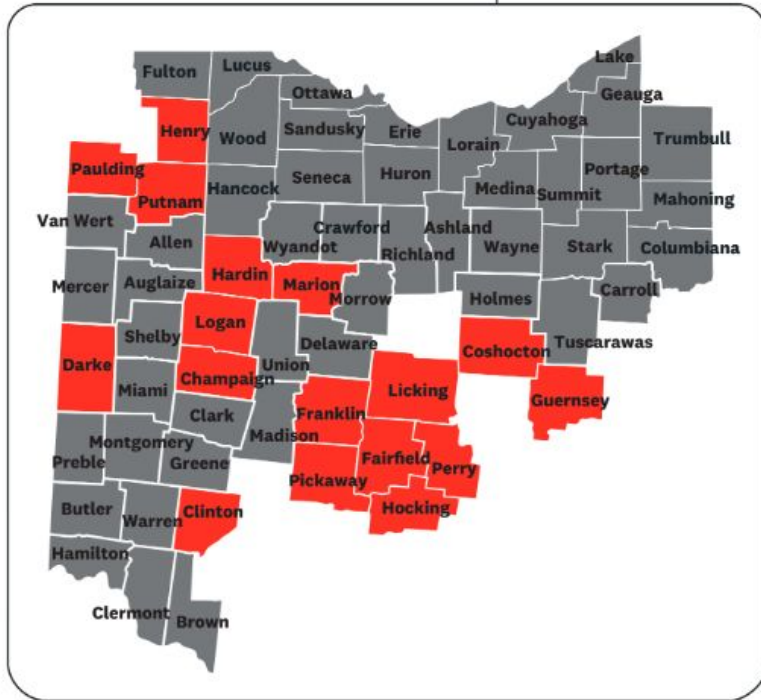 Lake
Fulton
Lucus
Ottawa
Geauga
Henry
Wood
Sandusky
Erie
Lorain
Cuyahoga
Trumbull
Paulding
Putnam
Hancock
Seneca
Huron
Medina
Summit
Portage
Mahoning
Van Wert
Allen
Wyandot
Crawford
Richland
Ashland
Wayne
Stark
Columbiana
Mercer
Auglaize
Hardin
Marion
Morrow
Holmes
Carroll
Logan
Shelby
Union
Delaware
Coshocton
Tuscarawas
Darke
Miami
Champaign
Licking
Guernsey
Clark
Madison
Franklin
Preble
Montgomery
Greene
Pickaway
Fairfield
Perry
Butler
Warren
Clinton
Hocking
Hamilton
Clermont
Brown